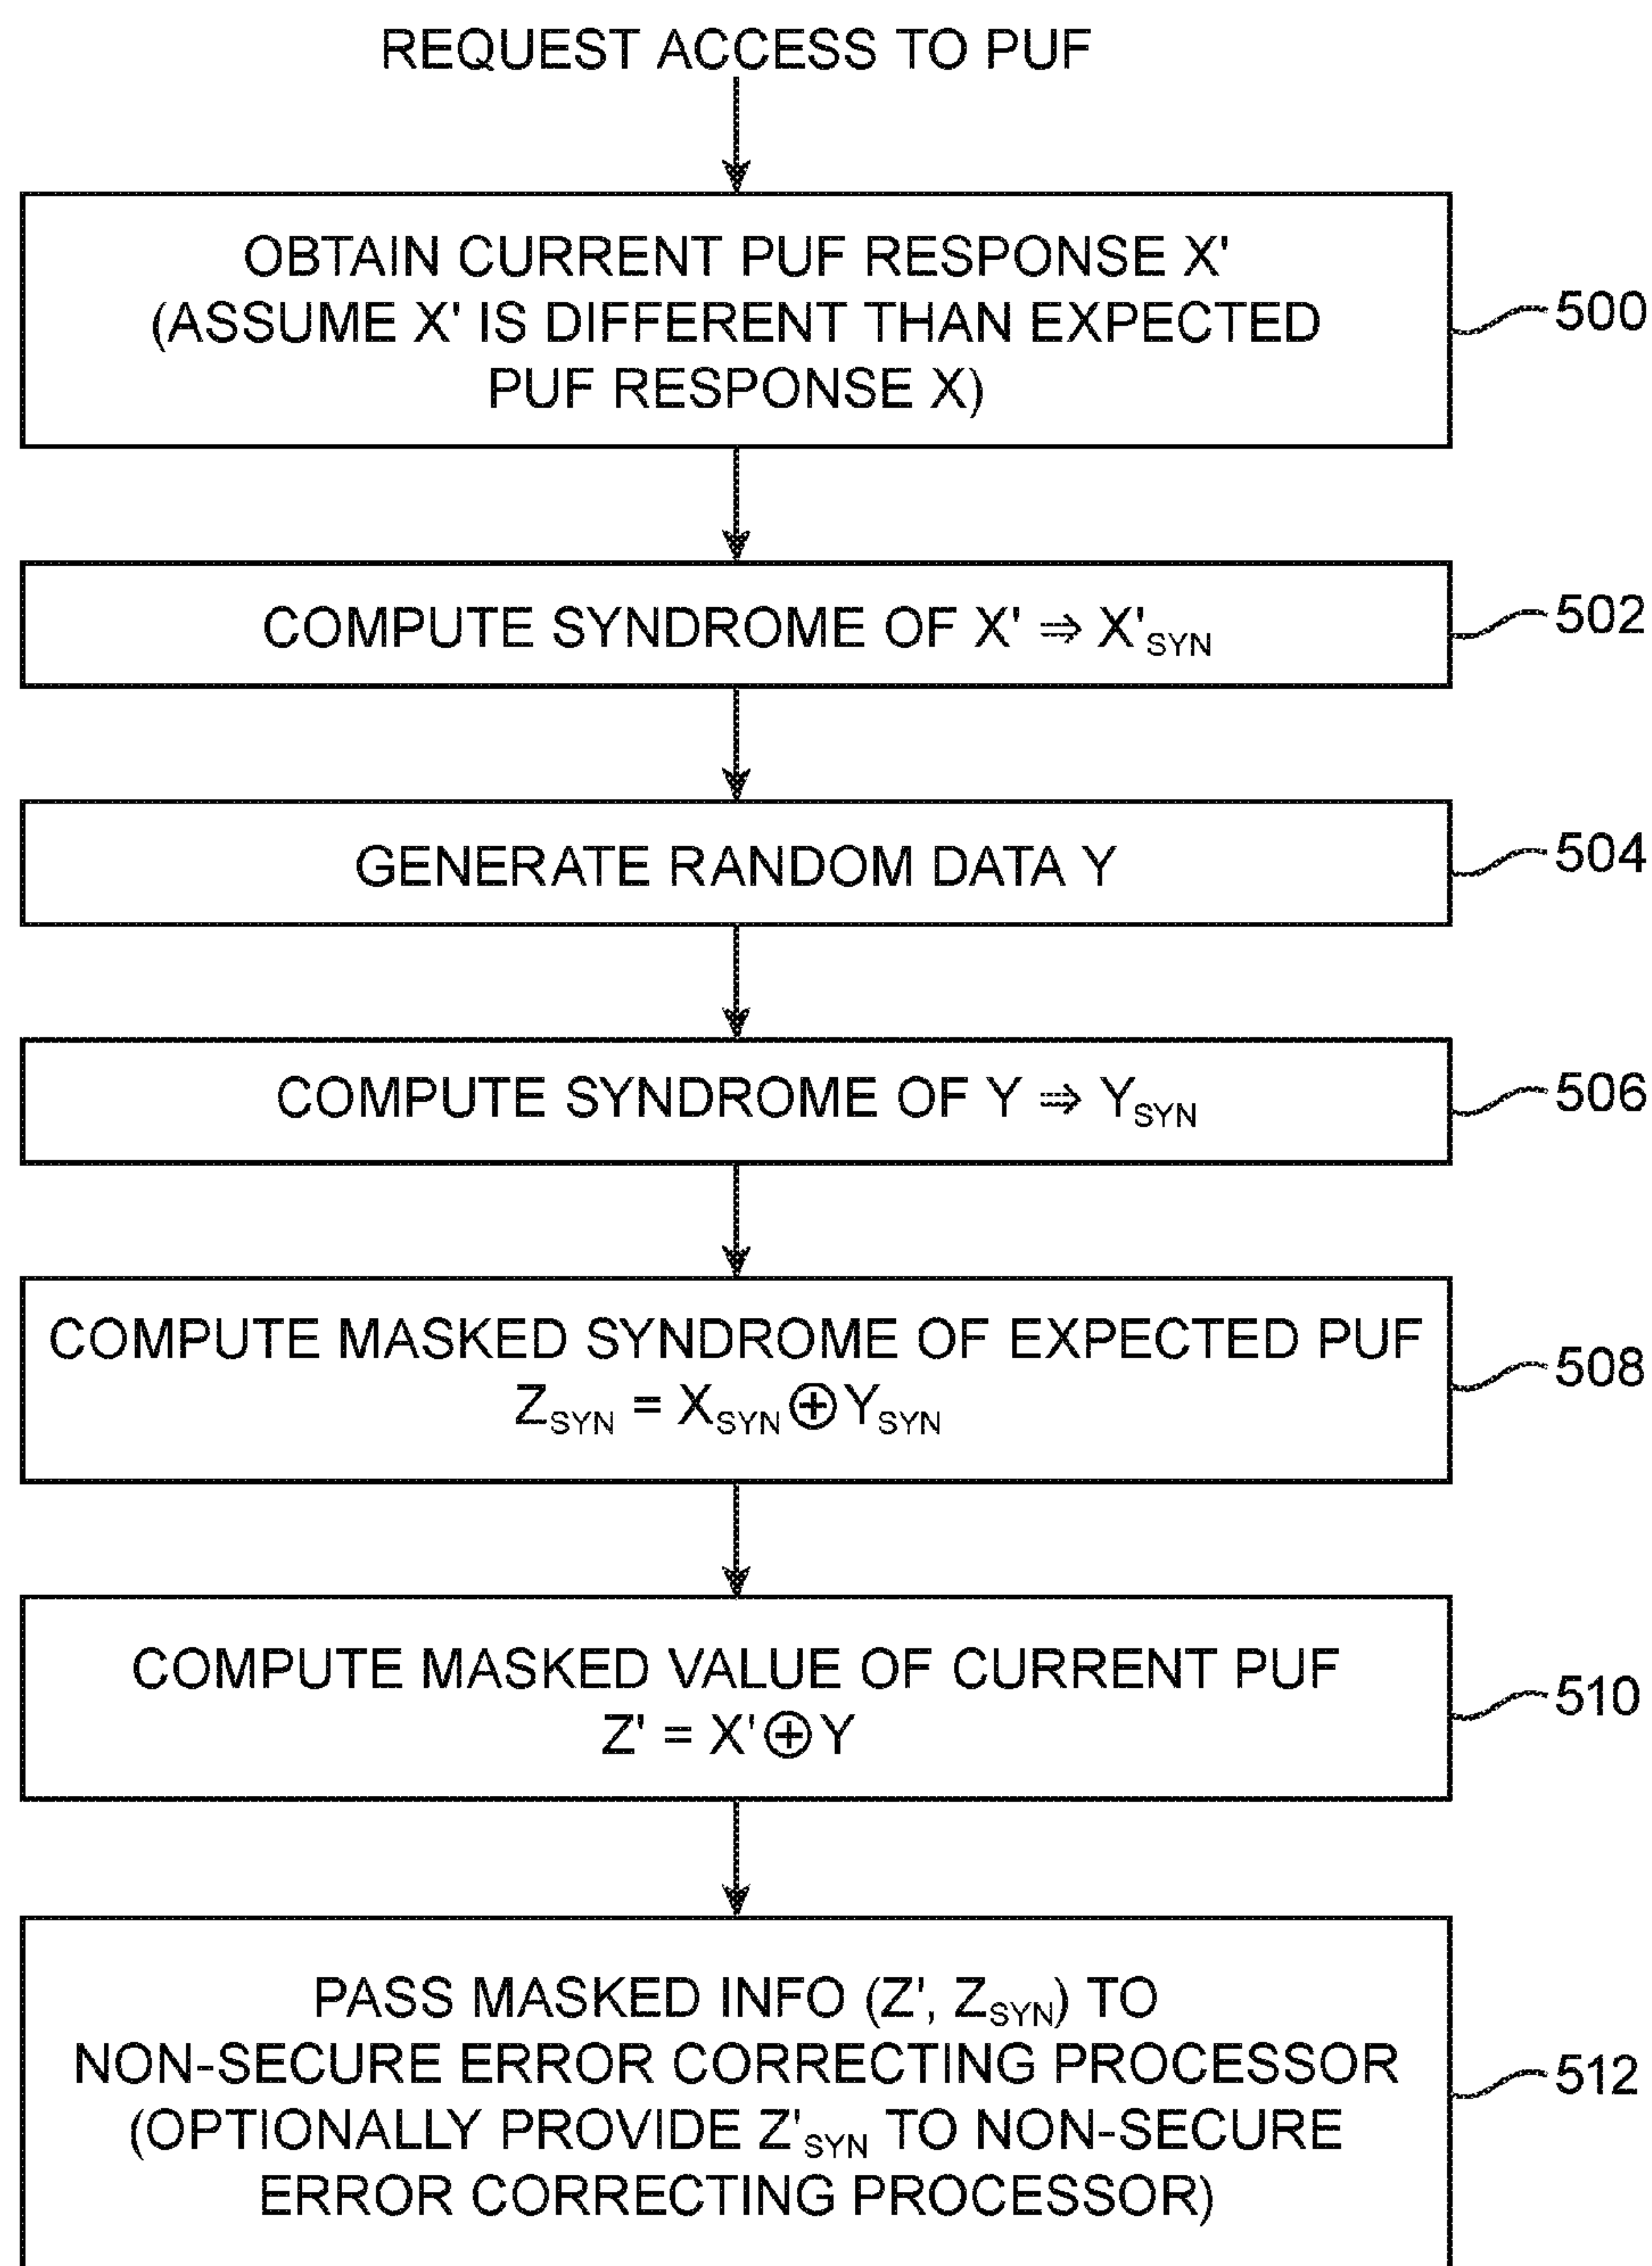 REQUEST ACCESS TO PUF
OBTAIN CURRENT PUF RESPONSE X'
(ASSUME X' IS DIFFERENT THAN EXPECTED
PUF RESPONSE X)
500
COMPUTE SYNDROME OF X' ⇒ X'SYN
502
GENERATE RANDOM DATA Y
504
COMPUTE SYNDROME OF Y ⇒ YSYN
506
COMPUTE MASKED SYNDROME OF EXPECTED PUF
ZSYN = XSYN ⊕ YSYN
508
COMPUTE MASKED VALUE OF CURRENT PUF
Z' = X' ⊕ Y
510
PASS MASKED INFO (Z', ZSYN) TO
NON-SECURE ERROR CORRECTING PROCESSOR
(OPTIONALLY PROVIDE Z'SYN TO NON-SECURE
ERROR CORRECTING PROCESSOR)
512